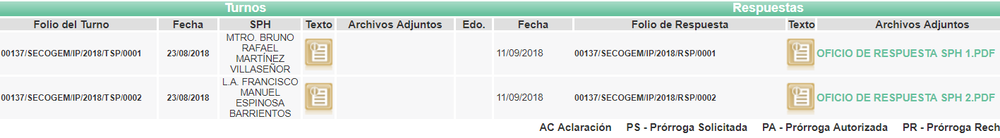 Turnos Respuestas
Folio del Turno Fecha SPH Texto Archivos Adjuntos Edo. Fecha Folio de Respuesta Texto Archivos Adjuntos
00137/SECOGEM/IP/2018/TSP/0001 23/08/2018 MTRO. BRUNO
RAFAEL
MARTÍNEZ
VILLASEÑOR 11/09/2018 00137/SECOGEM/IP/2018/RSP/0001 OFICIO DE RESPUESTA SPH 1.PDF
00137/SECOGEM/IP/2018/TSP/0002 23/08/2018 L.A. FRANCISCO
MANUEL
ESPINOSA
BARRIENTOS 11/09/2018 00137/SECOGEM/IP/2018/RSP/0002 OFICIO DE RESPUESTA SPH 2.PDF
AC Aclaración PS - Prórroga Solicitada PA - Prórroga Autorizada PR - Prórroga Rech